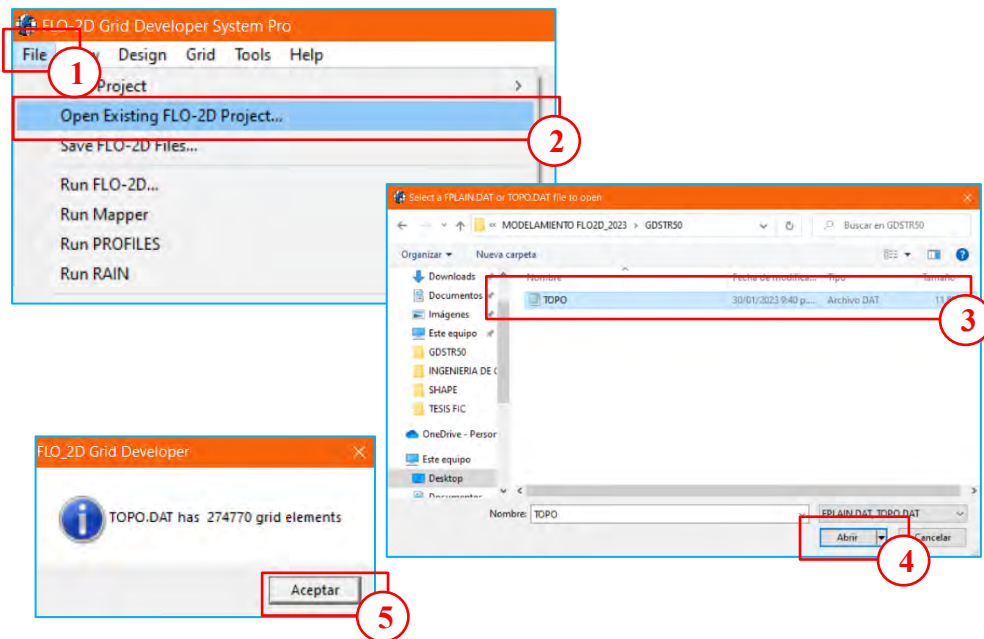 FLO-2D Grid Developer System Pro
File Design Grid Tools Help
1
Project
Open Existing FLO-2D Project...
2
Save FLO-2D Files...
Run FLO-2D...
Run Mapper
Run PROFILES
Run RAIN
Select a FPLAIN.DAT or TOPO.DAT file to open
« MODELAMIENTO FLO2D_2023 > GDSTR50
Buscar en GDSTR50
Organizar Nueva carpeta
Downloads
Nombre Fecha de modifica... Tipo Tamaño
Documentos
TOPO 30/01/2023 9:40 p.... Archivo DAT
3
Imágenes
Este equipo
GDSTR50
INGENIERIA DE
SHAPE
TESIS FIC
OneDrive - Person
Este equipo
Desktop
Documentos
Nombre: TOPO FPLAIN.DAT, TOPO.DAT
Abrir Cancelar
4
FLO_2D Grid Developer
TOPO.DAT has 274770 grid elements
Aceptar
5